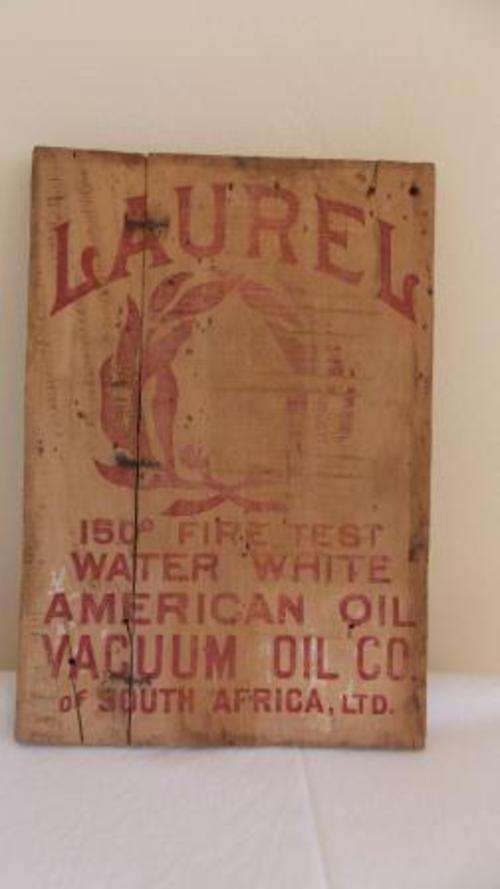 LAUREL
150° FIRE TEST
WATER WHITE
AMERICAN OIL
VACUUM OIL CO.
OF SOUTH AFRICA, LTD.